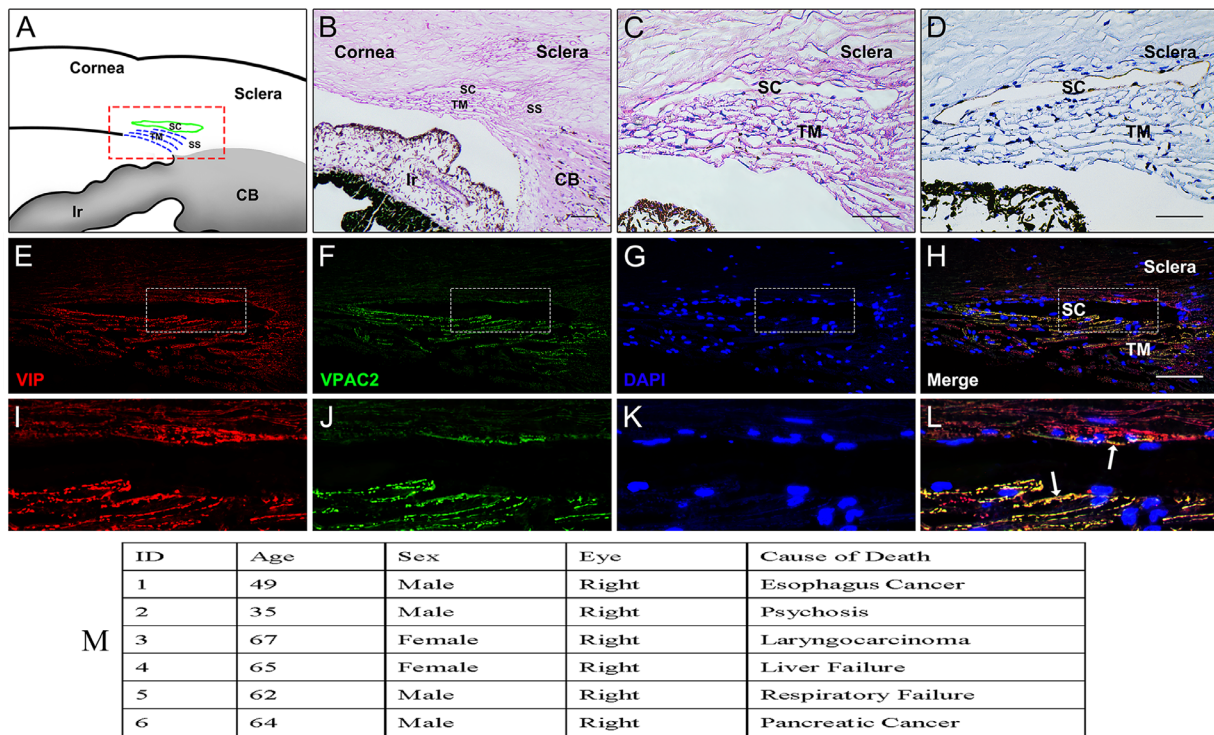 A
Cornea
Sclera
SC
TM
SS
Ir
CB
B
Cornea
Sclera
SC
TM
SS
Ir
CB
C
Sclera
SC
TM
D
Sclera
SC
TM
E
VIP
F
VPAC2
G
DAPI
H
Sclera
SC
TM
Merge
I
J
K
L
M
ID Age Sex Eye Cause of Death
1 49 Male Right Esophagus Cancer
2 35 Male Right Psychosis
3 67 Female Right Laryngocarcinoma
4 65 Female Right Liver Failure
5 62 Male Right Respiratory Failure
6 64 Male Right Pancreatic Cancer